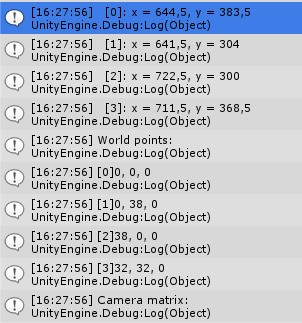 [16:27:56]   [0]: x = 644,5, y = 383,5
UnityEngine.Debug:Log(Object)
[16:27:56]   [1]: x = 641,5, y = 304
UnityEngine.Debug:Log(Object)
[16:27:56]   [2]: x = 722,5, y = 300
UnityEngine.Debug:Log(Object)
[16:27:56]   [3]: x = 711,5, y = 368,5
UnityEngine.Debug:Log(Object)
[16:27:56] World points:
UnityEngine.Debug:Log(Object)
[16:27:56] [0]0, 0, 0
UnityEngine.Debug:Log(Object)
[16:27:56] [1]0, 38, 0
UnityEngine.Debug:Log(Object)
[16:27:56] [2]38, 0, 0
UnityEngine.Debug:Log(Object)
[16:27:56] [3]32, 32, 0
UnityEngine.Debug:Log(Object)
[16:27:56] Camera matrix:
UnityEngine.Debug:Log(Object)